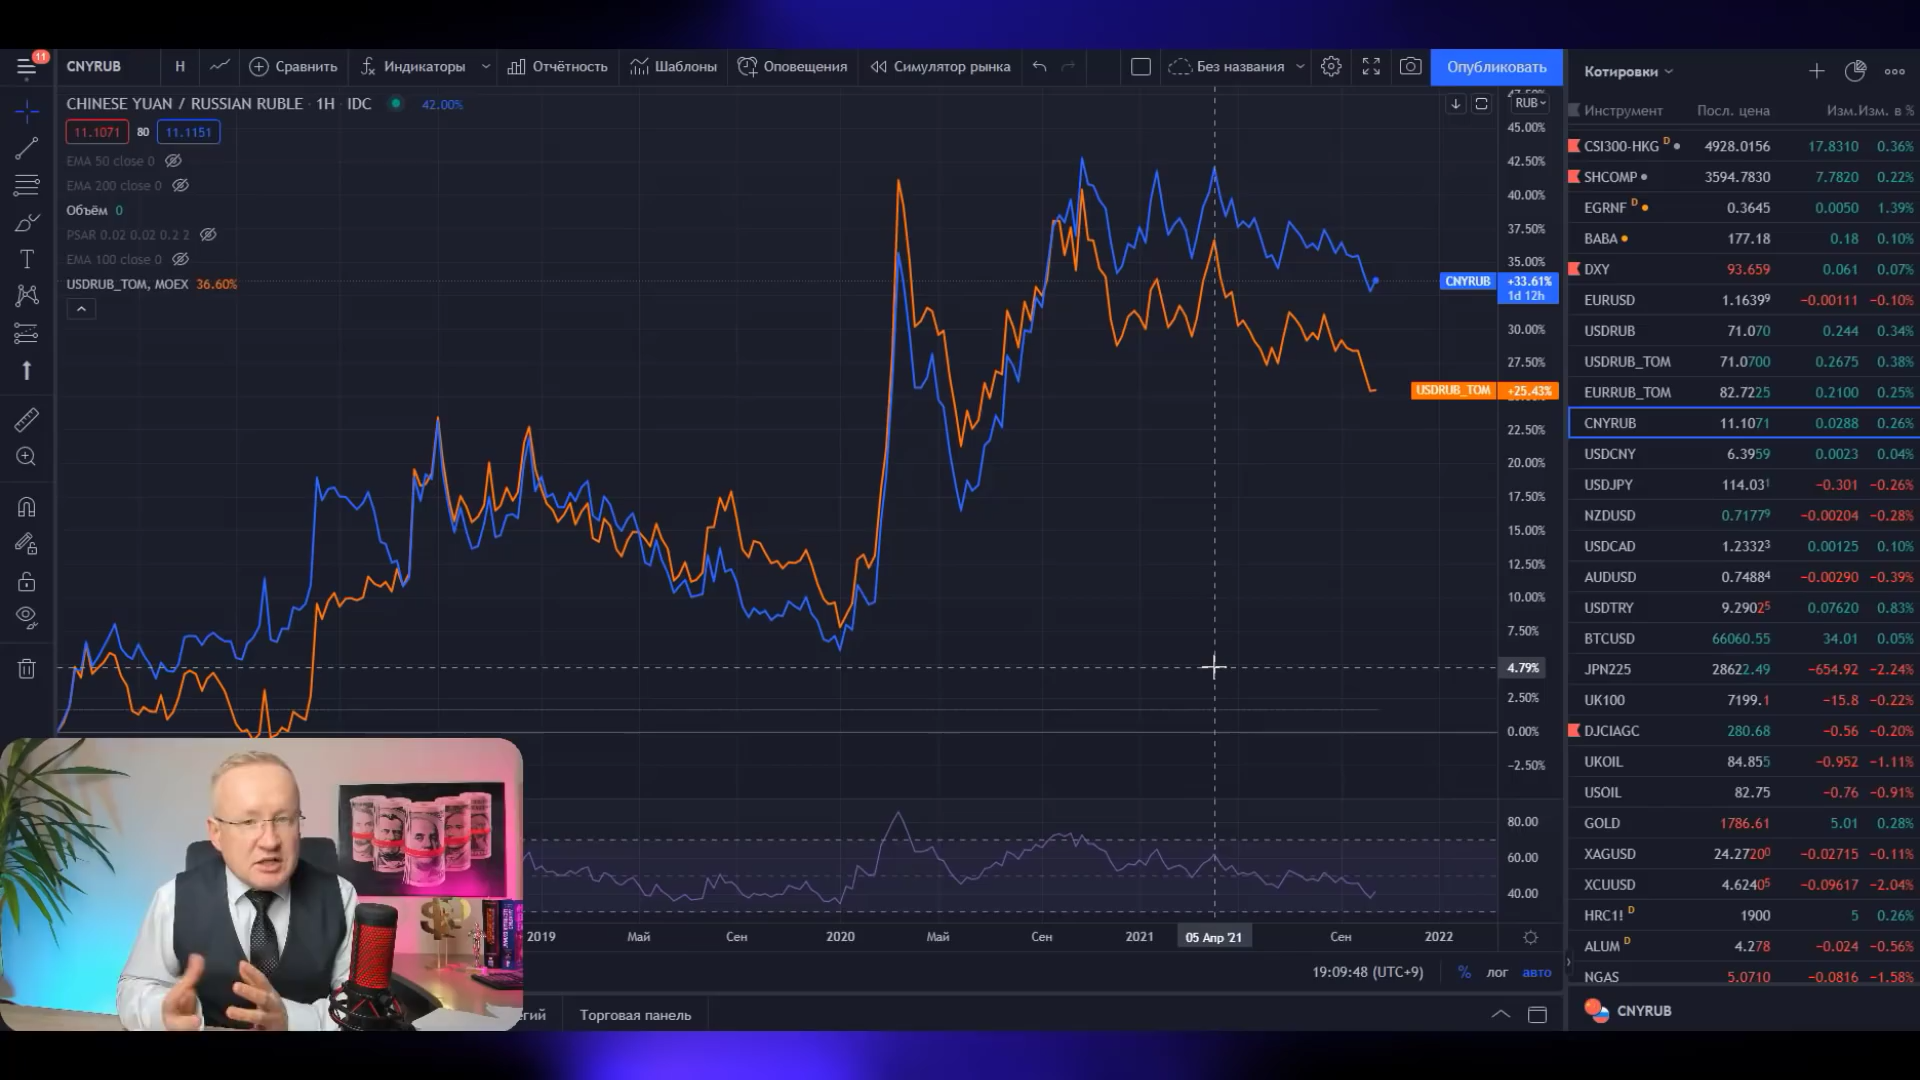 11
CNYRUB Н Сравнить Индикаторы Отчётность Шаблоны Оповещения Симулятор рынка Без названия Опубликовать
CHINESE YUAN / RUSSIAN RUBLE · 1Н · IDC 42.00%
11.1071 80 11.1151
EMA 50 close 0
EMA 200 close 0
Объём 0
PSAR 0.02 0.02 0.2 2
EMA 100 close 0
USDRUB_TOM, MOEX 36.60%
RUB
47.50%
45.00%
42.50%
40.00%
37.50%
35.00%
CNYRUB +33.61%
1d 12h
30.00%
27.50%
USDRUB_TOM +25.43%
22.50%
20.00%
17.50%
15.00%
12.50%
10.00%
7.50%
4.79%
2.50%
0.00%
−2.50%
80.00
60.00
40.00
2019 Май Сен 2020 Май Сен 2021 05 Апр '21 Сен 2022
19:09:48 (UTC+9) % лог авто
Торговая панель
Котировки
Инструмент Посл. цена Изм. Изм. в %
CSI300-HKG D 4928.0156 17.8310 0.36%
SHCOMP 3594.7830 7.7820 0.22%
EGRNF D 0.3645 0.0050 1.39%
BABA 177.18 0.18 0.10%
DXY 93.659 0.061 0.07%
EURUSD 1.16399 −0.00111 −0.10%
USDRUB 71.070 0.244 0.34%
USDRUB_TOM 71.0700 0.2675 0.38%
EURRUB_TOM 82.7225 0.2100 0.25%
CNYRUB 11.1071 0.0288 0.26%
USDCNY 6.3959 0.0023 0.04%
USDJPY 114.031 −0.301 −0.26%
NZDUSD 0.71779 −0.00204 −0.28%
USDCAD 1.23323 0.00125 0.10%
AUDUSD 0.74884 −0.00290 −0.39%
USDTRY 9.29025 0.07620 0.83%
BTCUSD 66060.55 34.01 0.05%
JPN225 28622.49 −654.92 −2.24%
UK100 7199.1 −15.8 −0.22%
DJCIAGC 280.68 −0.56 −0.20%
UKOIL 84.855 −0.952 −1.11%
USOIL 82.75 −0.76 −0.91%
GOLD 1786.61 5.01 0.28%
XAGUSD 24.27200 −0.02715 −0.11%
XCUUSD 4.62405 −0.09617 −2.04%
HRC1! D 1900 5 0.26%
ALUM D 4.278 −0.024 −0.56%
NGAS 5.0710 −0.0816 −1.58%
CNYRUB